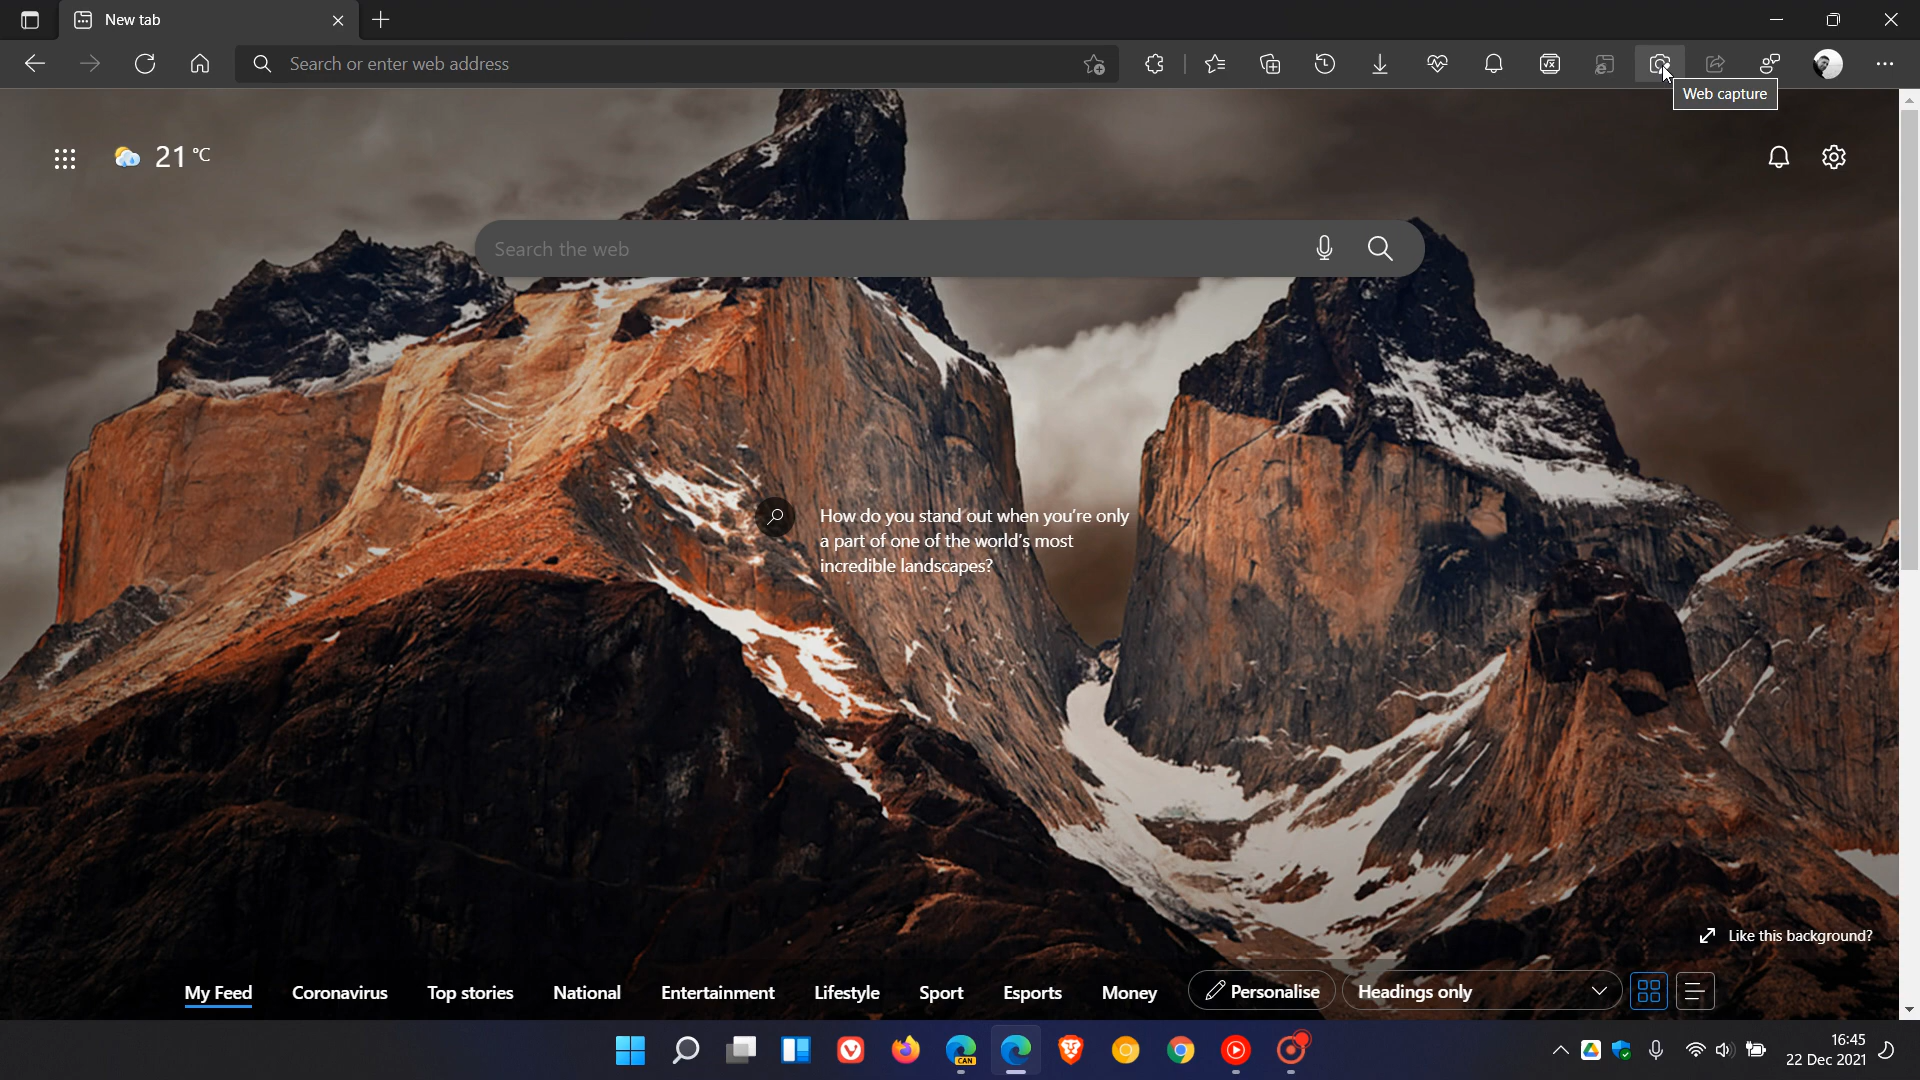 New tab
Search or enter web address
Web capture
21 °C
Search the web
How do you stand out when you're only
a part of one of the world's most
incredible landscapes?
Like this background?
My Feed Coronavirus Top stories National Entertainment Lifestyle Sport Esports Money Personalise Headings only
CAN
16:45
22 Dec 2021